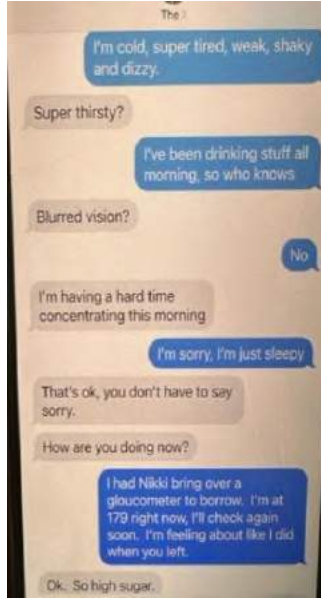 The
I'm cold, super tired, weak, shaky
and dizzy.
Super thirsty?
I've been drinking stuff all
morning, so who knows
Blurred vision?
No
I'm having a hard time
concentrating this morning
I'm sorry, I'm just sleepy
That's ok, you don't have to say
sorry.
How are you doing now?
I had Nikki bring over a
gloucometer to borrow. I'm at
179 right now, I'll check again
soon. I'm feeling about like I did
when you left.
Ok. So high sugar.